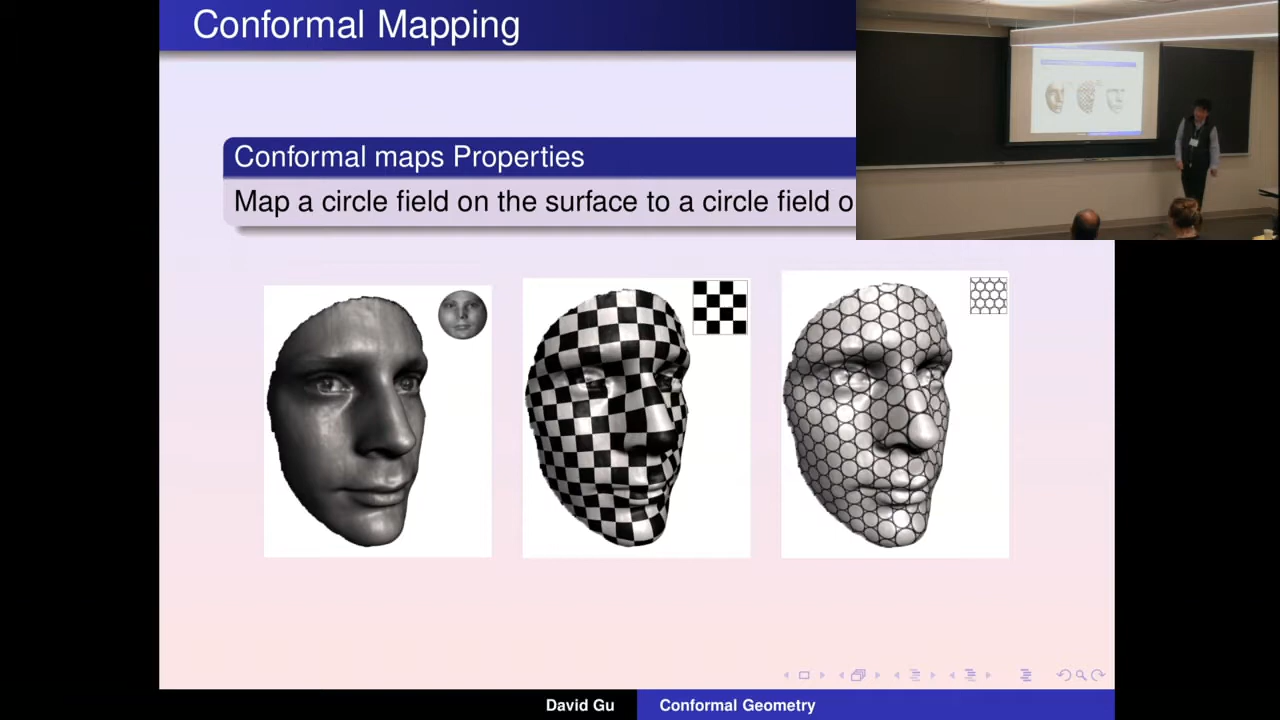 Conformal Mapping
Conformal maps Properties
Map a circle field on the surface to a circle field o
David Gu
Conformal Geometry